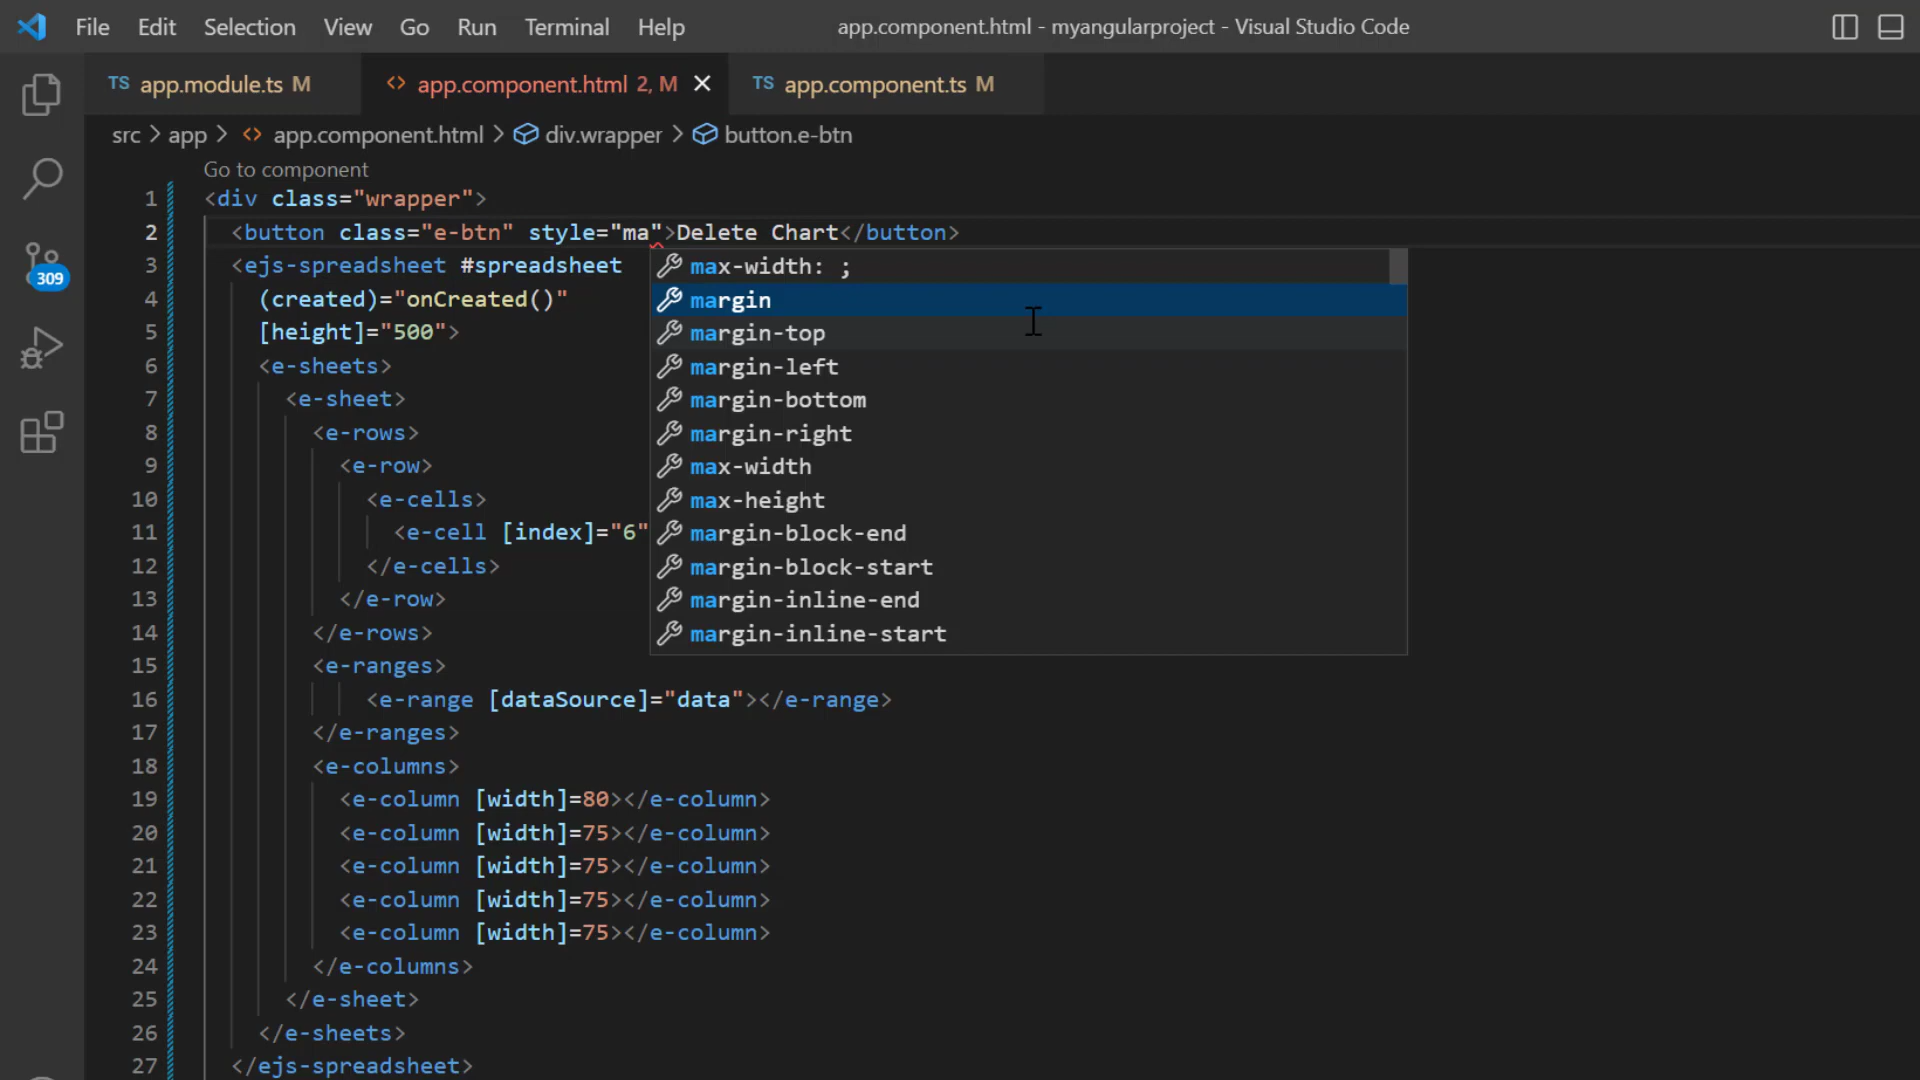 File Edit Selection View Go Run Terminal Help app.component.html - myangularproject - Visual Studio Code
TS app.module.ts M <> app.component.html 2, M × TS app.component.ts M
src > app > <> app.component.html > div.wrapper > button.e-btn
Go to component
1 <div class="wrapper">
2 <button class="e-btn" style="ma">Delete Chart</button>
3 <ejs-spreadsheet #spreadsheet
4 (created)="onCreated()"
5 [height]="500">
6 <e-sheets>
7 <e-sheet>
8 <e-rows>
9 <e-row>
10 <e-cells>
11 <e-cell [index]="6"
12 </e-cells>
13 </e-row>
14 </e-rows>
15 <e-ranges>
16 <e-range [dataSource]="data"></e-range>
17 </e-ranges>
18 <e-columns>
19 <e-column [width]=80></e-column>
20 <e-column [width]=75></e-column>
21 <e-column [width]=75></e-column>
22 <e-column [width]=75></e-column>
23 <e-column [width]=75></e-column>
24 </e-columns>
25 </e-sheet>
26 </e-sheets>
27 </ejs-spreadsheet>
max-width: ;
margin
margin-top
margin-left
margin-bottom
margin-right
max-width
max-height
margin-block-end
margin-block-start
margin-inline-end
margin-inline-start
309